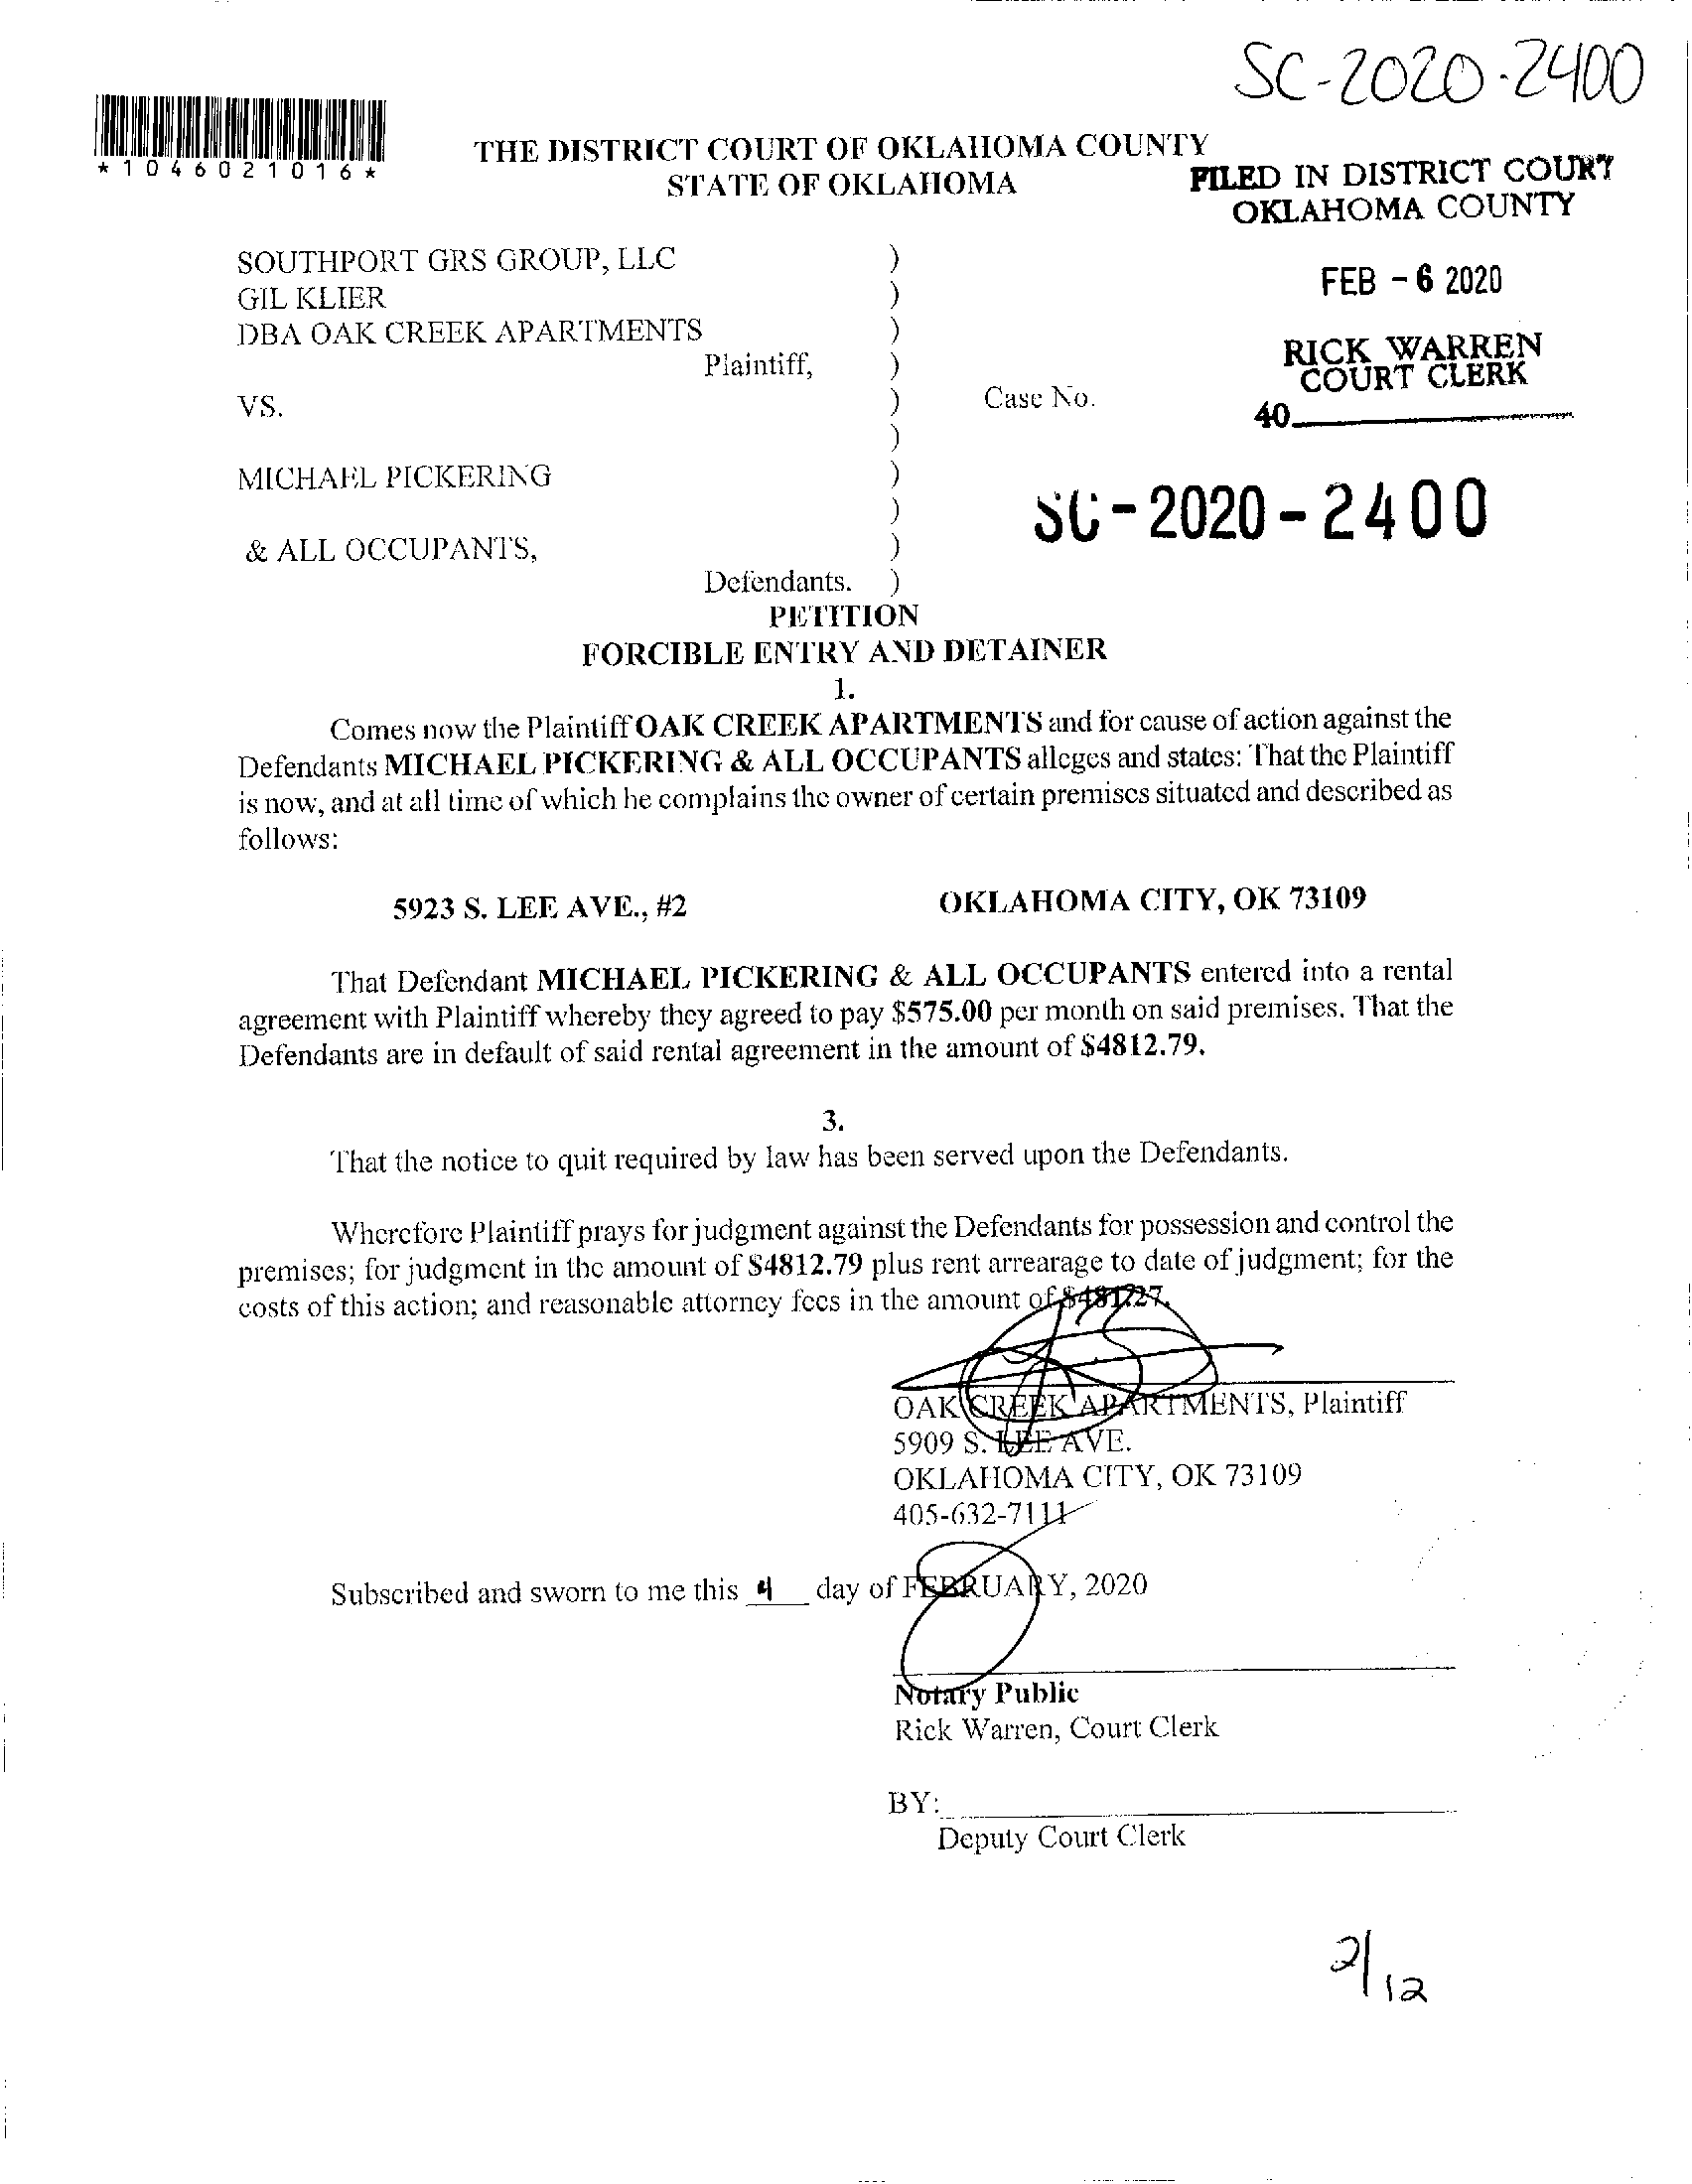 SC-2020-2400
*1046021016*
THE DISTRICT COURT OF OKLAHOMA COUNTY
STATE OF OKLAHOMA
FILED IN DISTRICT COURT
OKLAHOMA COUNTY
FEB - 6 2020
RICK WARREN
COURT CLERK
40
SOUTHPORT GRS GROUP, LLC )
GIL KLIER )
DBA OAK CREEK APARTMENTS )
Plaintiff, )
VS. ) Case No.
)
MICHAEL PICKERING )
) SC-2020-2400
& ALL OCCUPANTS, )
Defendants. )
PETITION
FORCIBLE ENTRY AND DETAINER
1.
Comes now the Plaintiff OAK CREEK APARTMENTS and for cause of action against the
Defendants MICHAEL PICKERING & ALL OCCUPANTS alleges and states: That the Plaintiff
is now, and at all time of which he complains the owner of certain premises situated and described as
follows:
5923 S. LEE AVE., #2 OKLAHOMA CITY, OK 73109
That Defendant MICHAEL PICKERING & ALL OCCUPANTS entered into a rental
agreement with Plaintiff whereby they agreed to pay $575.00 per month on said premises. That the
Defendants are in default of said rental agreement in the amount of $4812.79.
3.
That the notice to quit required by law has been served upon the Defendants.
Wherefore Plaintiff prays for judgment against the Defendants for possession and control the
premises; for judgment in the amount of $4812.79 plus rent arrearage to date of judgment; for the
costs of this action; and reasonable attorney fees in the amount of $481.27.
OAK CREEK APARTMENTS, Plaintiff
5909 S. LEE AVE.
OKLAHOMA CITY, OK 73109
405-632-7111
Subscribed and sworn to me this 4 day of FEBRUARY, 2020
Notary Public
Rick Warren, Court Clerk
BY:
Deputy Court Clerk
2/12